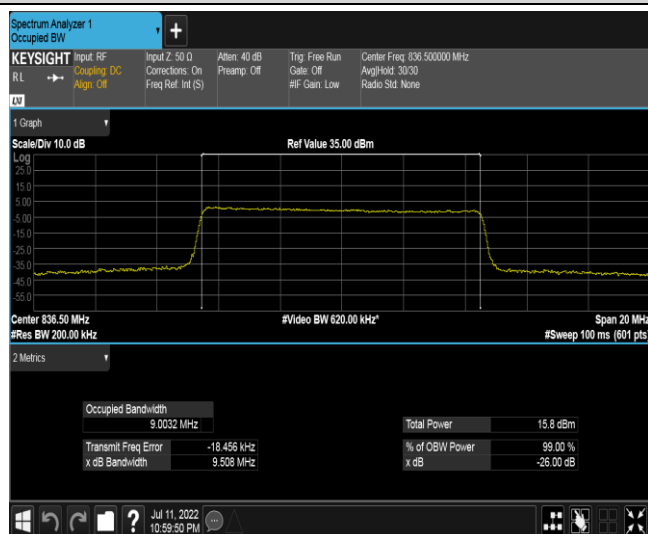 Spectrum Analyzer 1
Occupied BW
+
KEYSIGHT Input: RF Input Z: 50 Ω Atten: 40 dB Trig: Free Run Center Freq: 836.500000 MHz
RL Coupling: DC Corrections: On Preamp: Off Gate: Off Avg|Hold: 30/30
Align: Off Freq Ref: Int (S) #IF Gain: Low Radio Std: None
LXI
1 Graph
Scale/Div 10.0 dB Ref Value 35.00 dBm
Log
25.0
15.0
5.00
-5.00
-15.0
-25.0
-35.0
-45.0
-55.0
Center 836.50 MHz #Video BW 620.00 kHz* Span 20 MHz
#Res BW 200.00 kHz #Sweep 100 ms (601 pts)
2 Metrics
Occupied Bandwidth
9.0032 MHz Total Power 15.8 dBm
Transmit Freq Error -18.456 kHz % of OBW Power 99.00 %
x dB Bandwidth 9.508 MHz x dB -26.00 dB
? Jul 11, 2022
10:59:50 PM